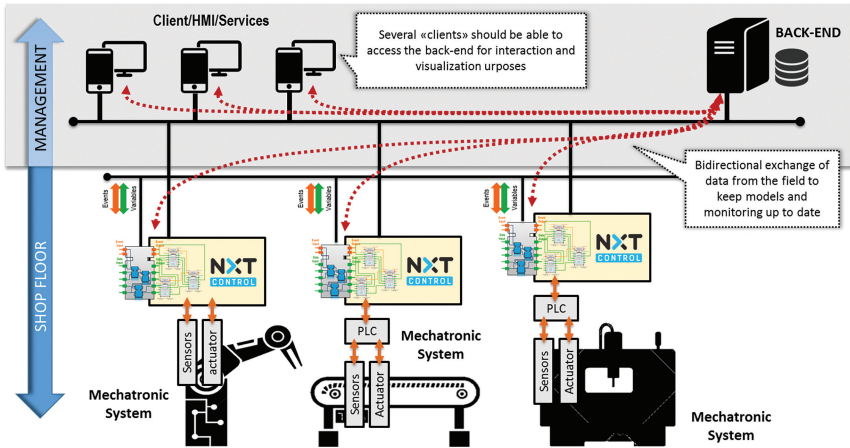 Client/HMI/Services
Several «clients» should be able to
access the back-end for interaction and
visualization urposes
BACK-END
MANAGEMENT
SHOP FLOOR
Bidirectional exchange of
data from the field to
keep models and
monitoring up to date
Events
Variables
Events
Variables
Events
Variables
NXT
CONTROL
NXT
CONTROL
NXT
CONTROL
Sensors
actuator
PLC
Sensors
Actuator
PLC
Sensors
Actuator
Mechatronic
System
Mechatronic
System
Mechatronic
System